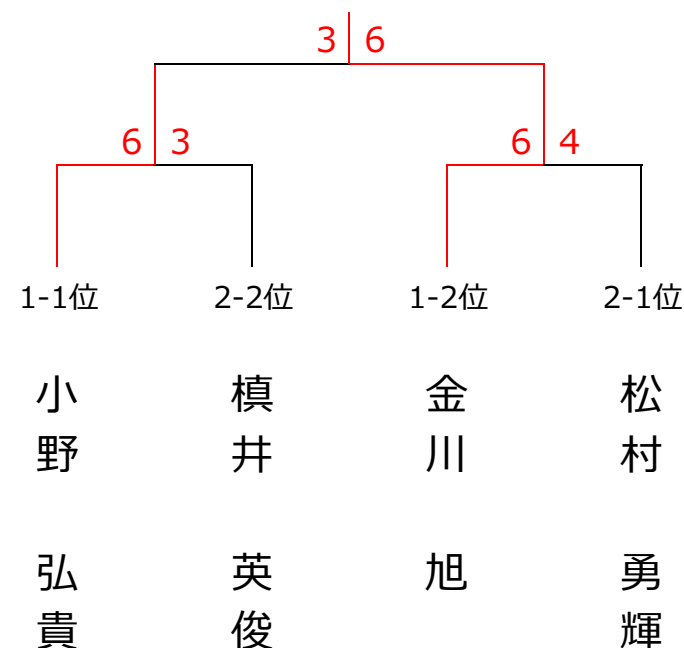 3 6
6 3
6 4
1-1位
2-2位
1-2位
2-1位
小野 弘貴
槙井 英俊
金川 旭
松村 勇輝